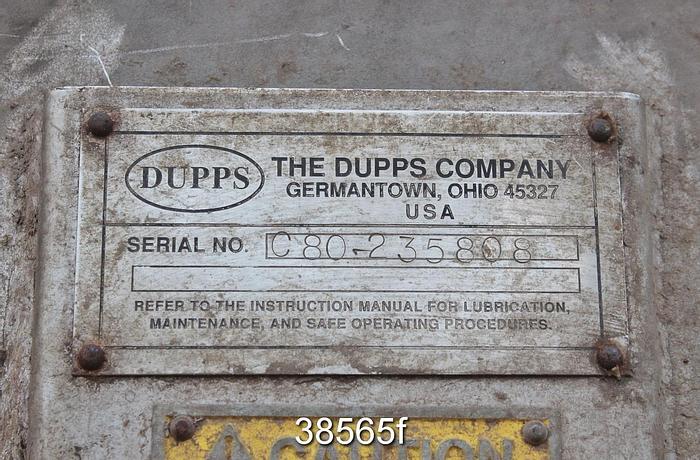 DUPPS
THE DUPPS COMPANY
GERMANTOWN, OHIO 45327
USA
SERIAL NO. C80-235808
REFER TO THE INSTRUCTION MANUAL FOR LUBRICATION,
MAINTENANCE, AND SAFE OPERATING PROCEDURES.
38565f
CAUTION